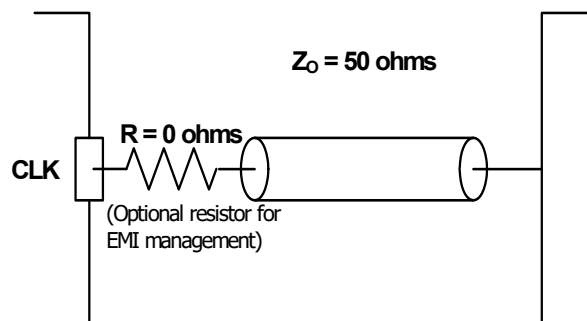 Zo = 50 ohms
R = 0 ohms
CLK
(Optional resistor for
EMI management)